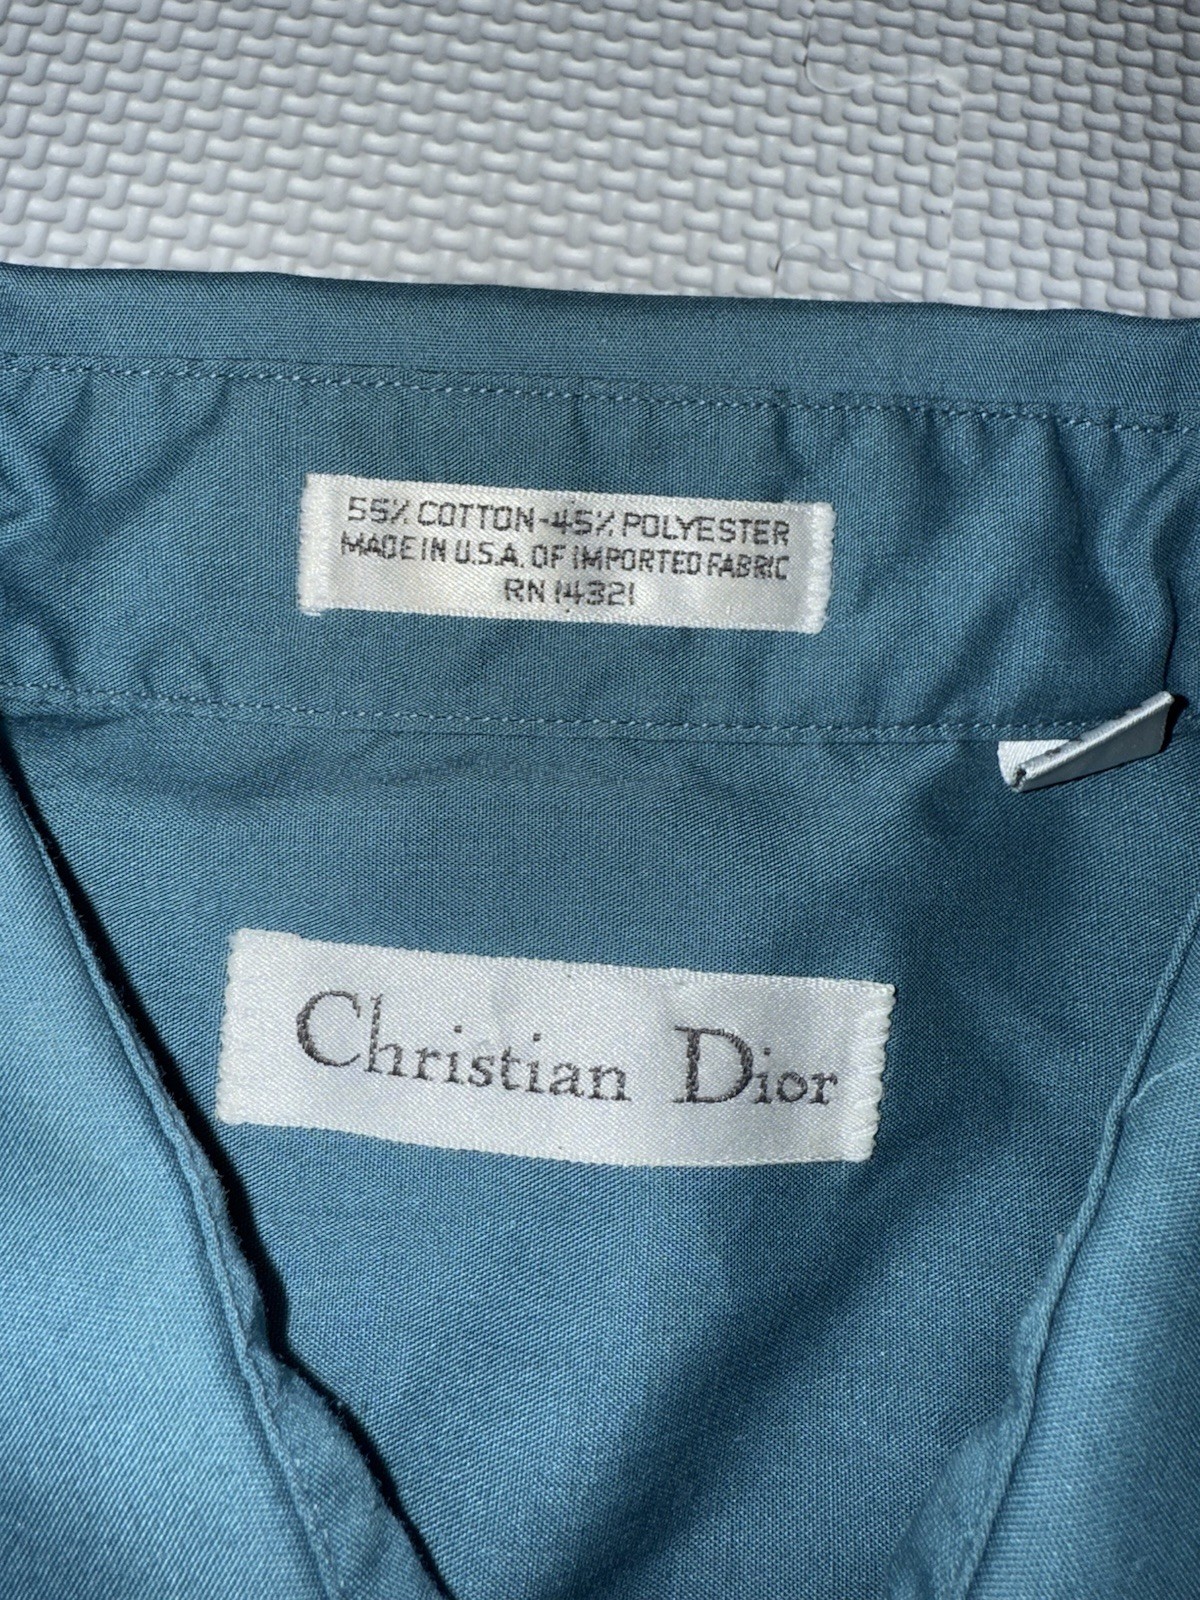 55% COTTON-45% POLYESTER
MADE IN U.S.A. OF IMPORTED FABRIC
RN 14321
Christian Dior